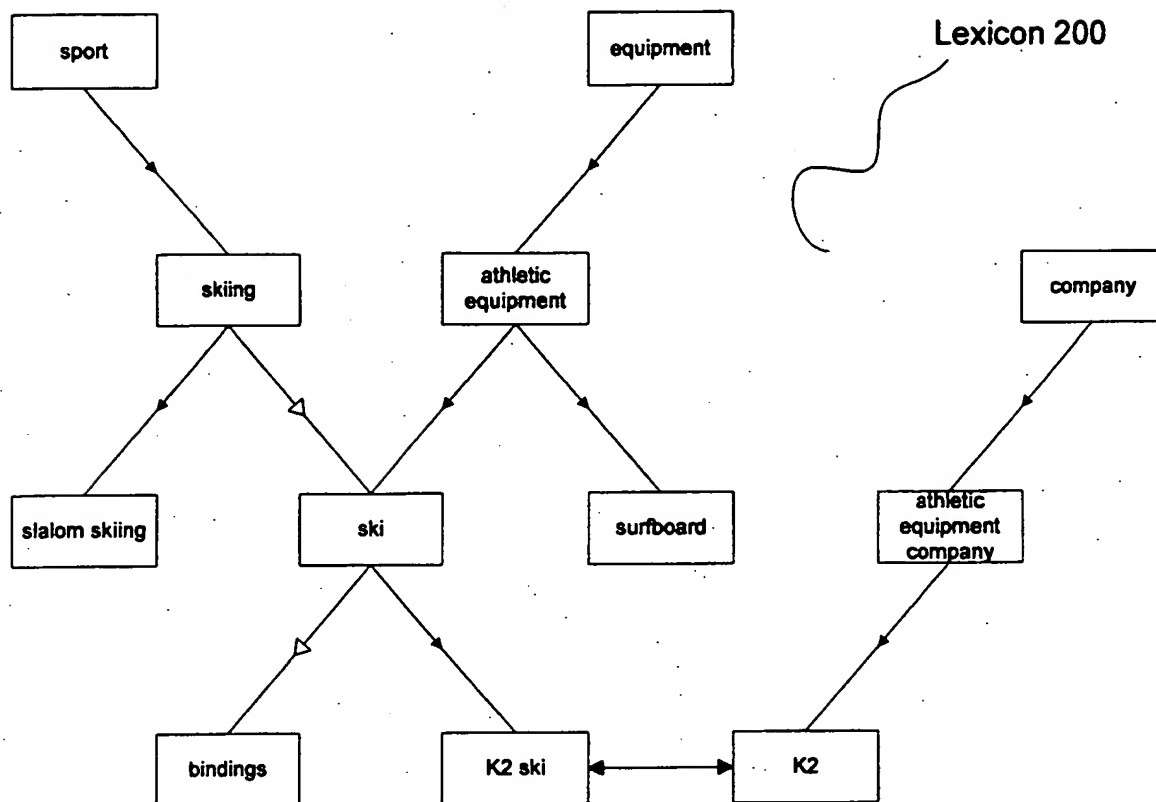 sport
equipment
Lexicon 200
skiing
athletic
equipment
company
slalom skiing
ski
surfboard
athletic
equipment
company
bindings
K2 ski
K2